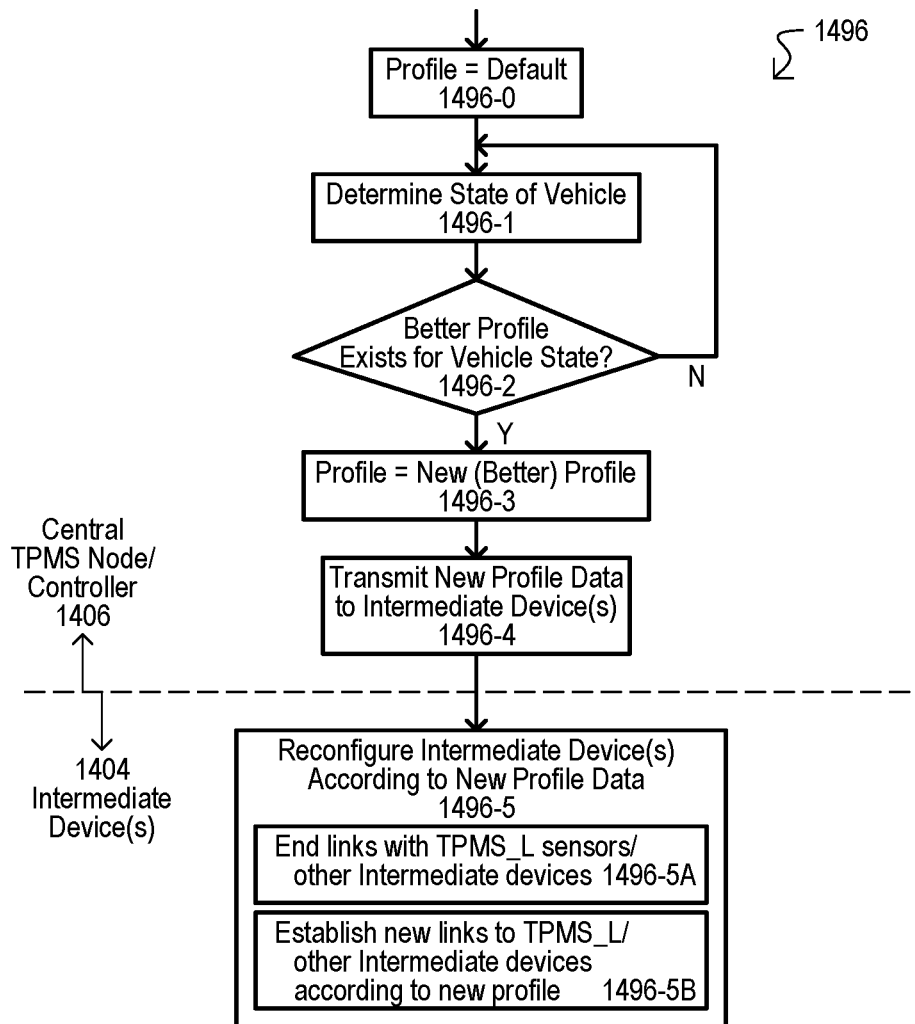 1496
Profile = Default
1496-0
Determine State of Vehicle
1496-1
Better Profile
Exists for Vehicle State?
1496-2
N
Y
Profile = New (Better) Profile
1496-3
Transmit New Profile Data
to Intermediate Device(s)
1496-4
Central
TPMS Node/
Controller
1406
1404
Intermediate
Device(s)
Reconfigure Intermediate Device(s)
According to New Profile Data
1496-5
End links with TPMS_L sensors/
other Intermediate devices 1496-5A
Establish new links to TPMS_L/
other Intermediate devices
according to new profile 1496-5B